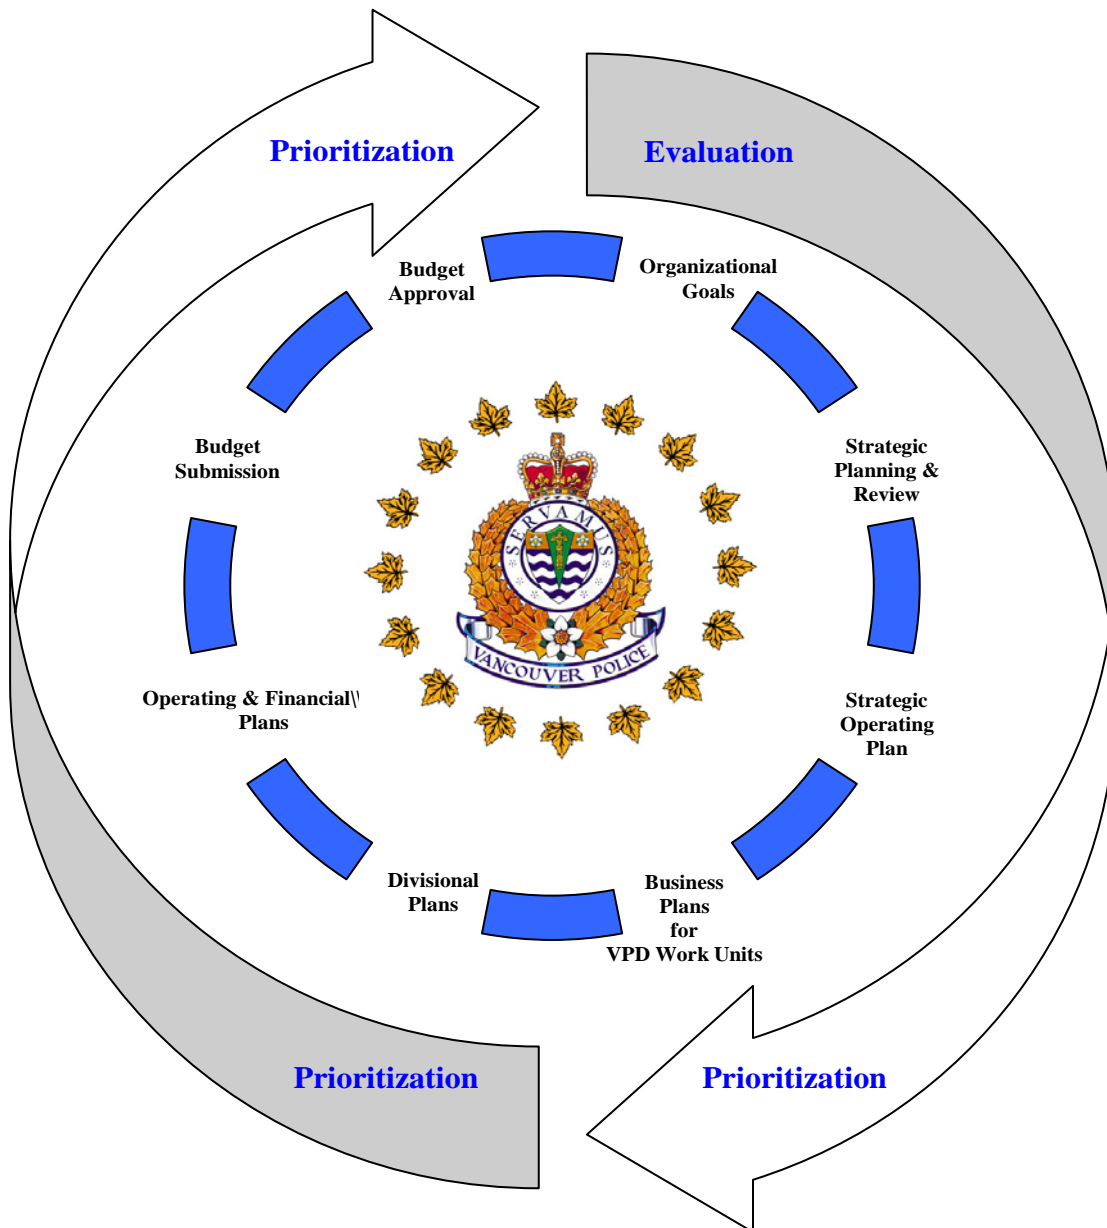 Prioritization
Evaluation
Budget
Approval
Organizational
Goals
Budget
Submission
Strategic
Planning &
Review
SERVAMUS
VANCOUVER POLICE
Operating & Financial\\
Plans
Strategic
Operating
Plan
Divisional
Plans
Business
Plans
for
VPD Work Units
Prioritization
Prioritization